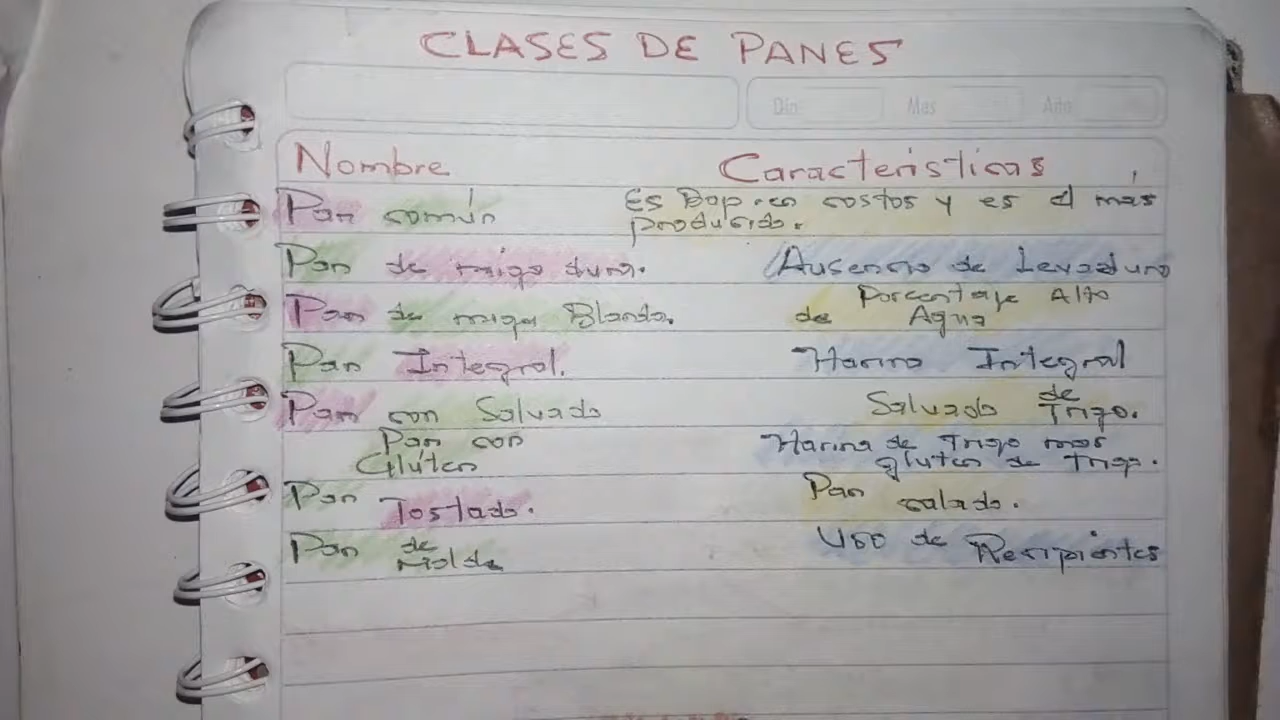 CLASES DE PANES
Día Mes Año
Nombre Características
Pan común Es Bajo en costos y es el más
producido.
Pan de miga dura. Ausencia de Levadura
Pan de miga Blanda. Porcentaje Alto
de Agua
Pan Integral. Harina Integral
Pan con Salvado Salvado de
Trigo.
Pan con Harina de Trigo mas
Glúten gluten de Trigo.
Pan Tostado. Pan
salado.
Pan de Uso de Recipientes
Molde